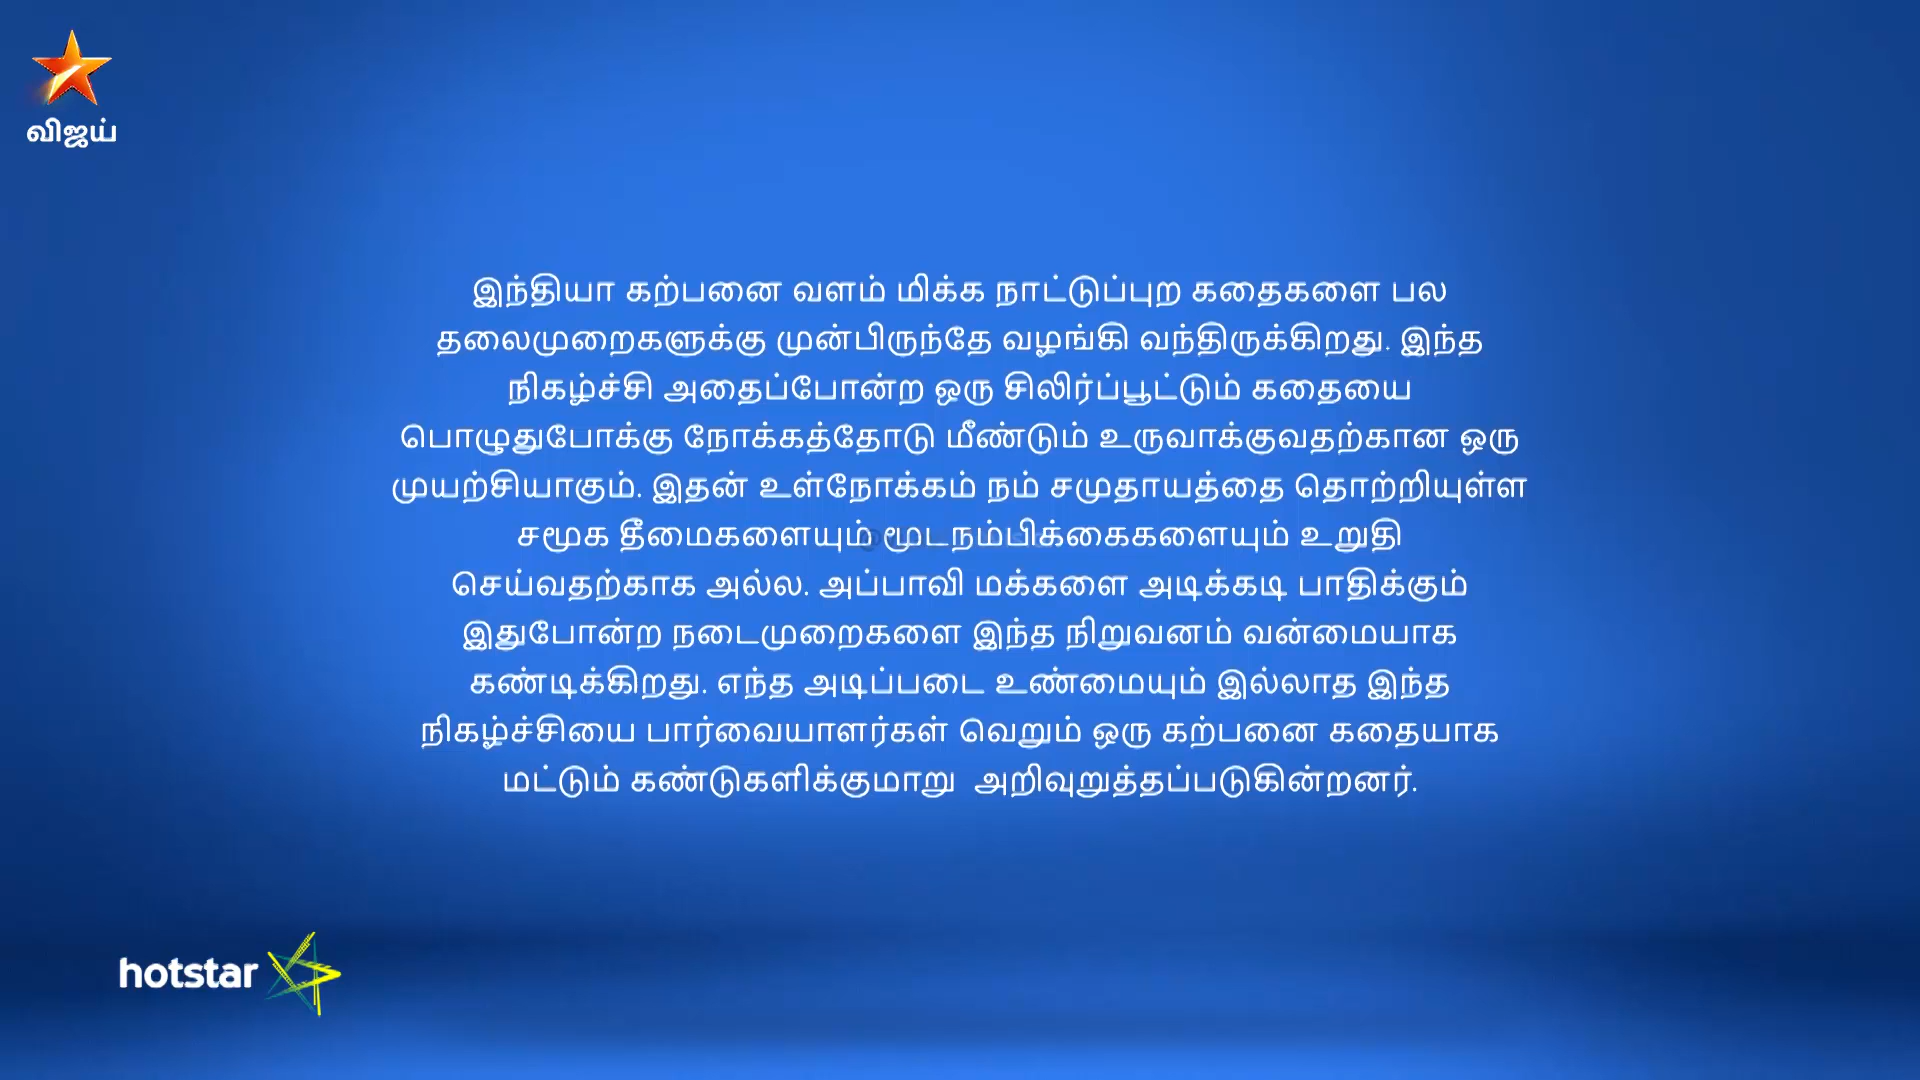 விஜய்
இந்தியா கற்பனை வளம் மிக்க நாட்டுப்புற கதைகளை பல
தலைமுறைகளுக்கு முன்பிருந்தே வழங்கி வந்திருக்கிறது. இந்த
நிகழ்ச்சி அதைப்போன்ற ஒரு சிலிர்ப்பூட்டும் கதையை
பொழுதுபோக்கு நோக்கத்தோடு மீண்டும் உருவாக்குவதற்கான ஒரு
முயற்சியாகும். இதன் உள்நோக்கம் நம் சமுதாயத்தை தொற்றியுள்ள
சமூக தீமைகளையும் மூடநம்பிக்கைகளையும் உறுதி
செய்வதற்காக அல்ல. அப்பாவி மக்களை அடிக்கடி பாதிக்கும்
இதுபோன்ற நடைமுறைகளை இந்த நிறுவனம் வன்மையாக
கண்டிக்கிறது. எந்த அடிப்படை உண்மையும் இல்லாத இந்த
நிகழ்ச்சியை பார்வையாளர்கள் வெறும் ஒரு கற்பனை கதையாக
மட்டும் கண்டுகளிக்குமாறு அறிவுறுத்தப்படுகின்றனர்.
hotstar